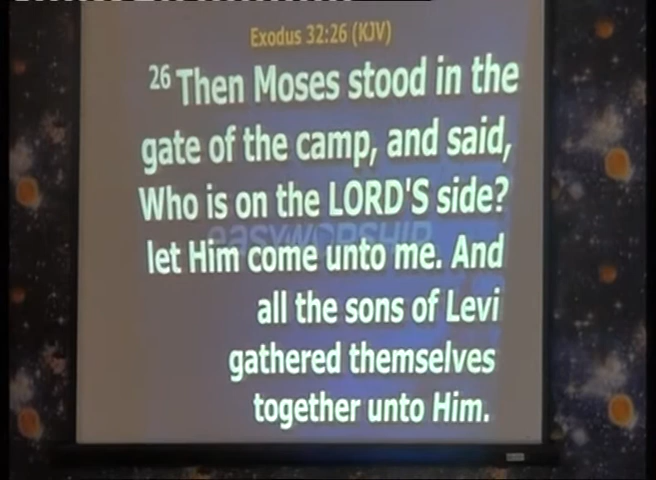 Exodus 32:26 (KJV)
26 Then Moses stood in the
gate of the camp, and said,
Who is on the LORD'S side?
easyworship
let Him come unto me. And
all the sons of Levi
gathered themselves
together unto Him.